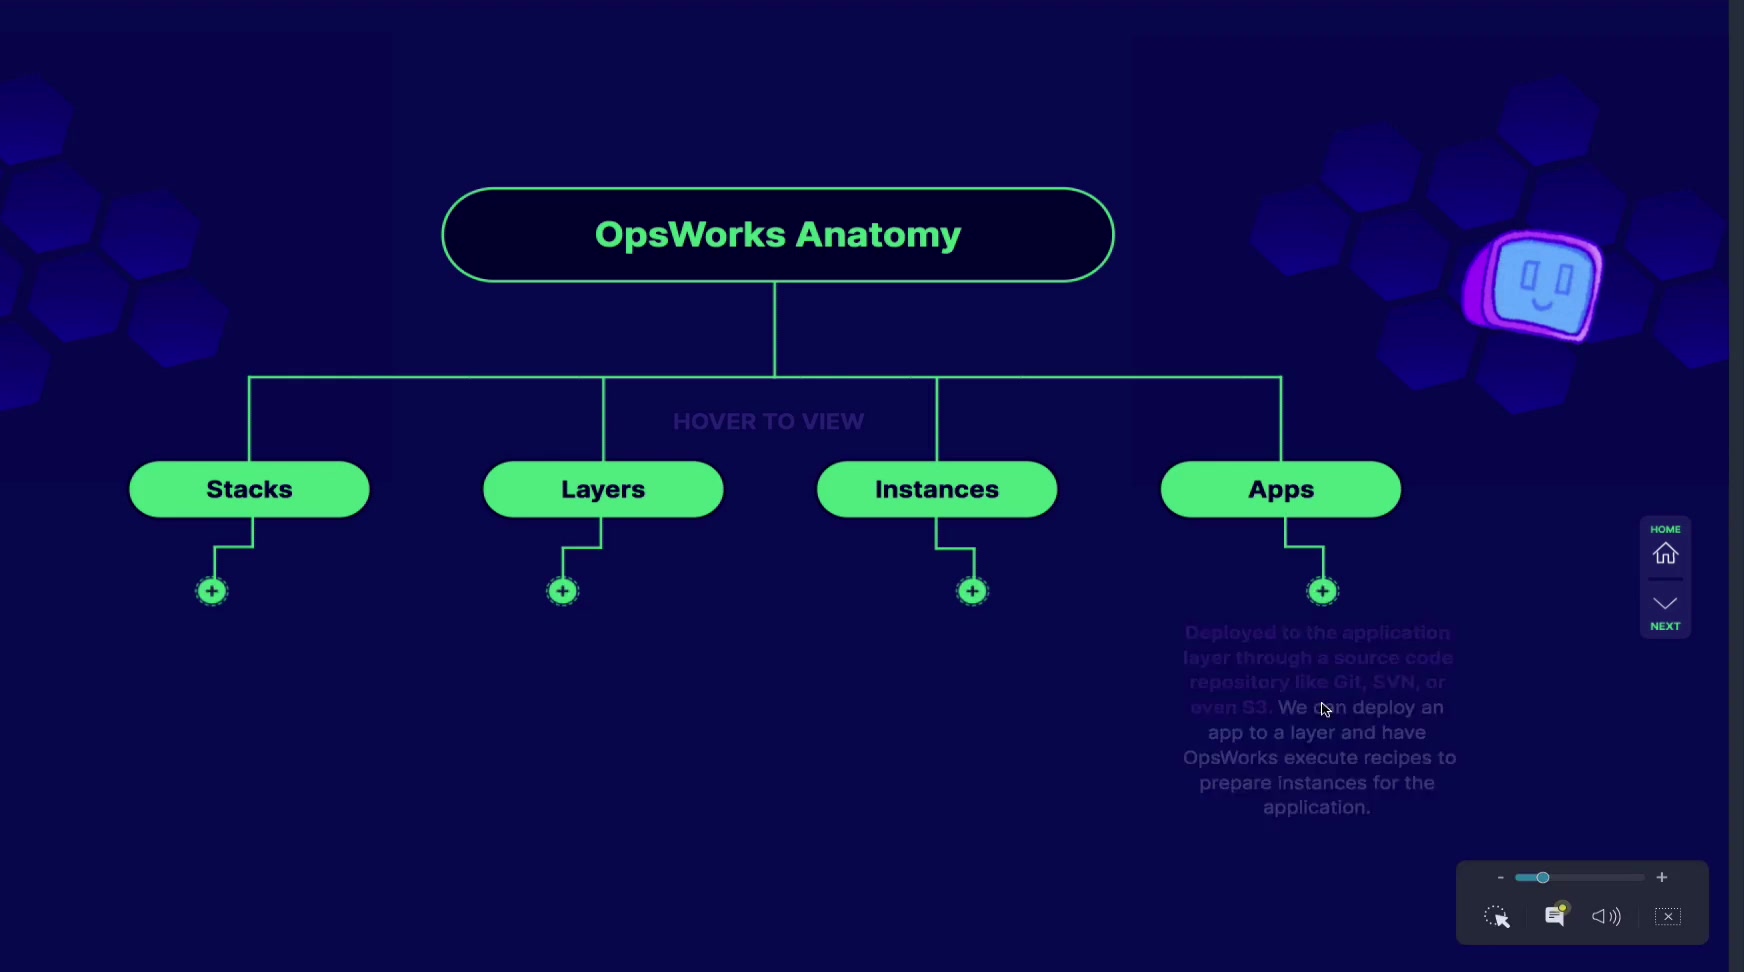 OpsWorks Anatomy
HOVER TO VIEW
Stacks
Layers
Instances
Apps
Deployed to the application
layer through a source code
repository like Git, SVN, or
even S3. We can deploy an
app to a layer and have
OpsWorks execute recipes to
prepare instances for the
application.
HOME
NEXT